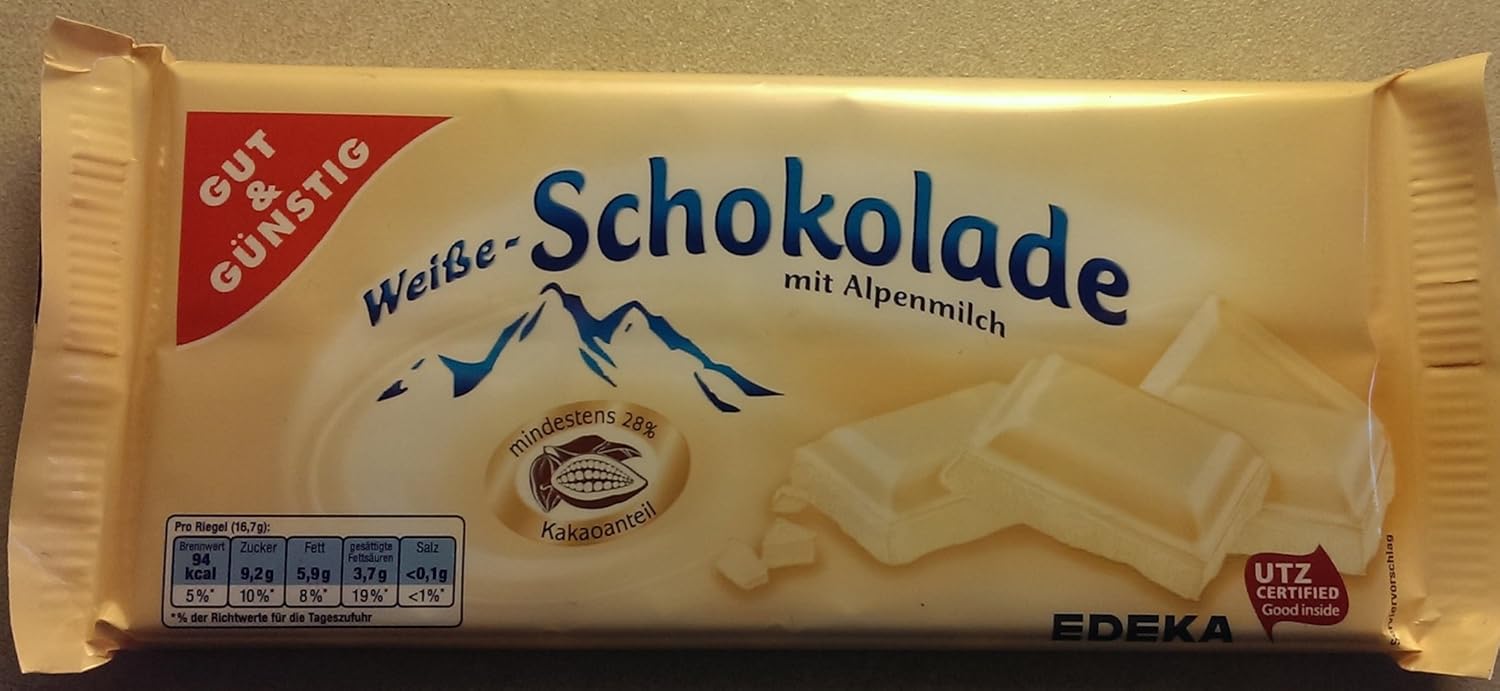 GUT
&
GÜNSTIG
Weiße-Schokolade
mit Alpenmilch
mindestens 28%
Kakaoanteil
Pro Riegel (16,7g):
Brennwert Zucker Fett gesättigte Fettsäuren Salz
94 kcal 9,2g 5,9g 3,7g <0,1g
5%* 10%* 8%* 19%* <1%*
*% der Richtwerte für die Tageszufuhr
EDEKA
UTZ
CERTIFIED
Good inside
Serviervorschlag